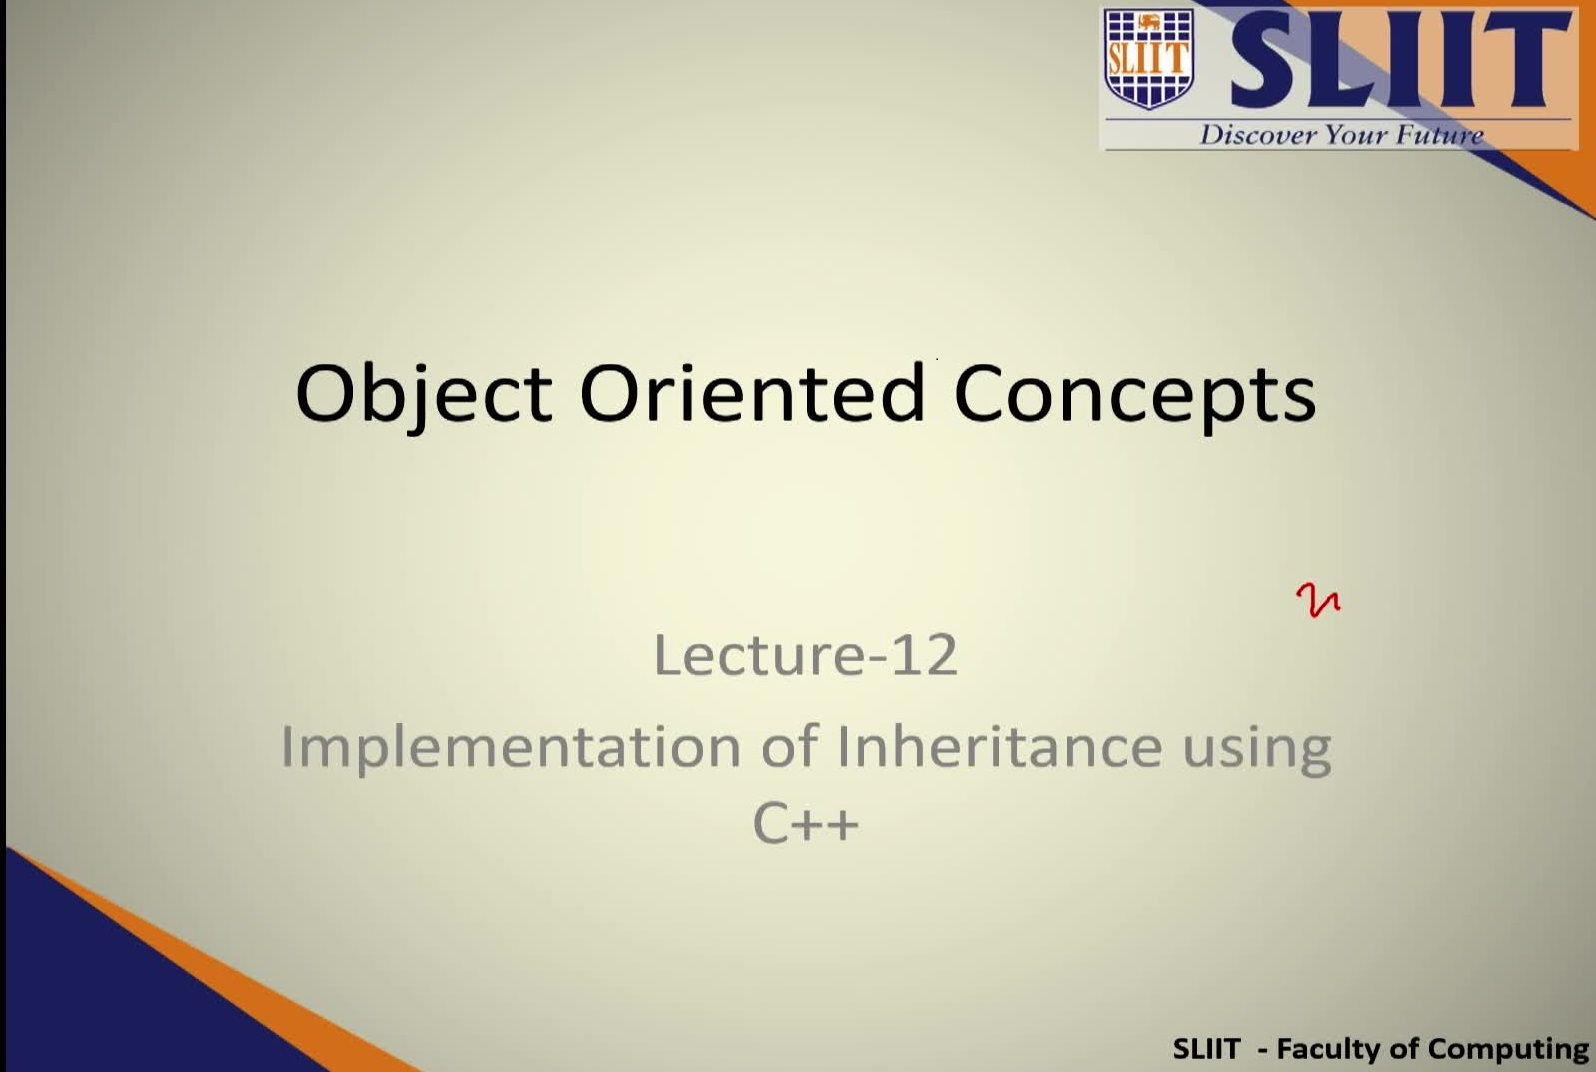 SLIIT
SLIIT
Discover Your Future
Object Oriented Concepts
Lecture-12
Implementation of Inheritance using
C++
SLIIT - Faculty of Computing